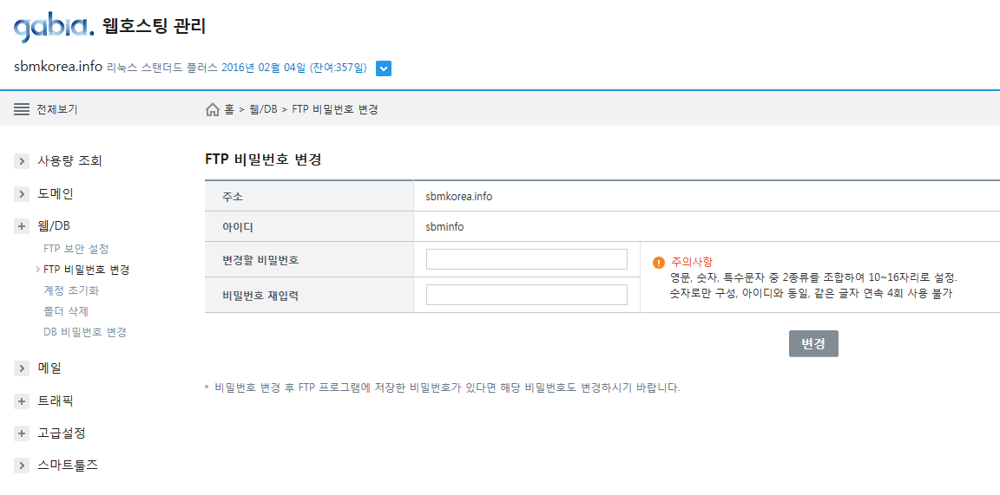 gabia. 웹호스팅 관리
sbmkorea.info 리눅스 스탠더드 플러스 2016년 02월 04일 (잔여:357일)
전체보기
홈 > 웹/DB > FTP 비밀번호 변경
사용량 조회
도메인
웹/DB
FTP 보안 설정
FTP 비밀번호 변경
계정 초기화
폴더 삭제
DB 비밀번호 변경
메일
트래픽
고급설정
스마트툴즈
FTP 비밀번호 변경
주소 sbmkorea.info
아이디 sbminfo
변경할 비밀번호
비밀번호 재입력
주의사항
영문, 숫자, 특수문자 중 2종류를 조합하여 10~16자리로 설정.
숫자로만 구성, 아이디와 동일, 같은 글자 연속 4회 사용 불가
변경
• 비밀번호 변경 후 FTP 프로그램에 저장한 비밀번호가 있다면 해당 비밀번호도 변경하시기 바랍니다.